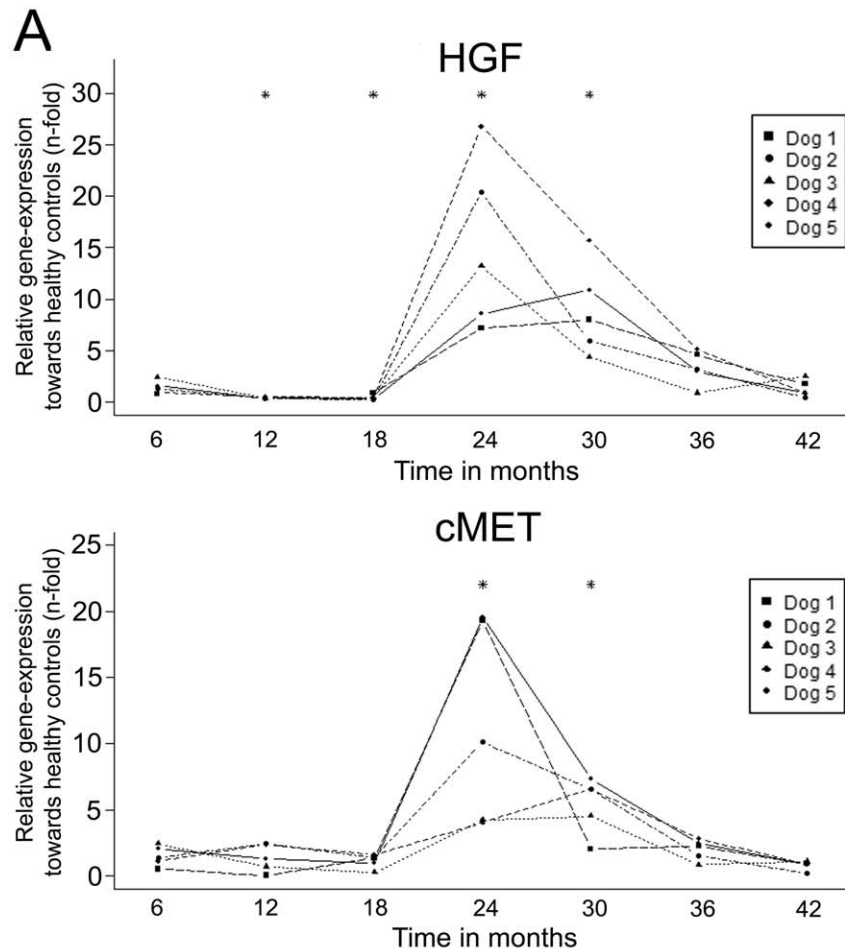 A
HGF
Relative gene-expression
towards healthy controls (n-fold)
30
25
20
15
10
5
0
* * * *
Dog 1
Dog 2
Dog 3
Dog 4
Dog 5
6 12 18 24 30 36 42
Time in months
cMET
Relative gene-expression
towards healthy controls (n-fold)
25
20
15
10
5
0
* *
Dog 1
Dog 2
Dog 3
Dog 4
Dog 5
6 12 18 24 30 36 42
Time in months